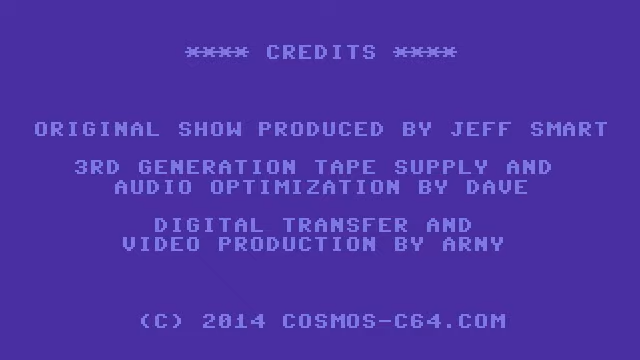 **** CREDITS ****
ORIGINAL SHOW PRODUCED BY JEFF SMART
3RD GENERATION TAPE SUPPLY AND
AUDIO OPTIMIZATION BY DAVE
DIGITAL TRANSFER AND
VIDEO PRODUCTION BY ARNY
(C) 2014 COSMOS-C64.COM